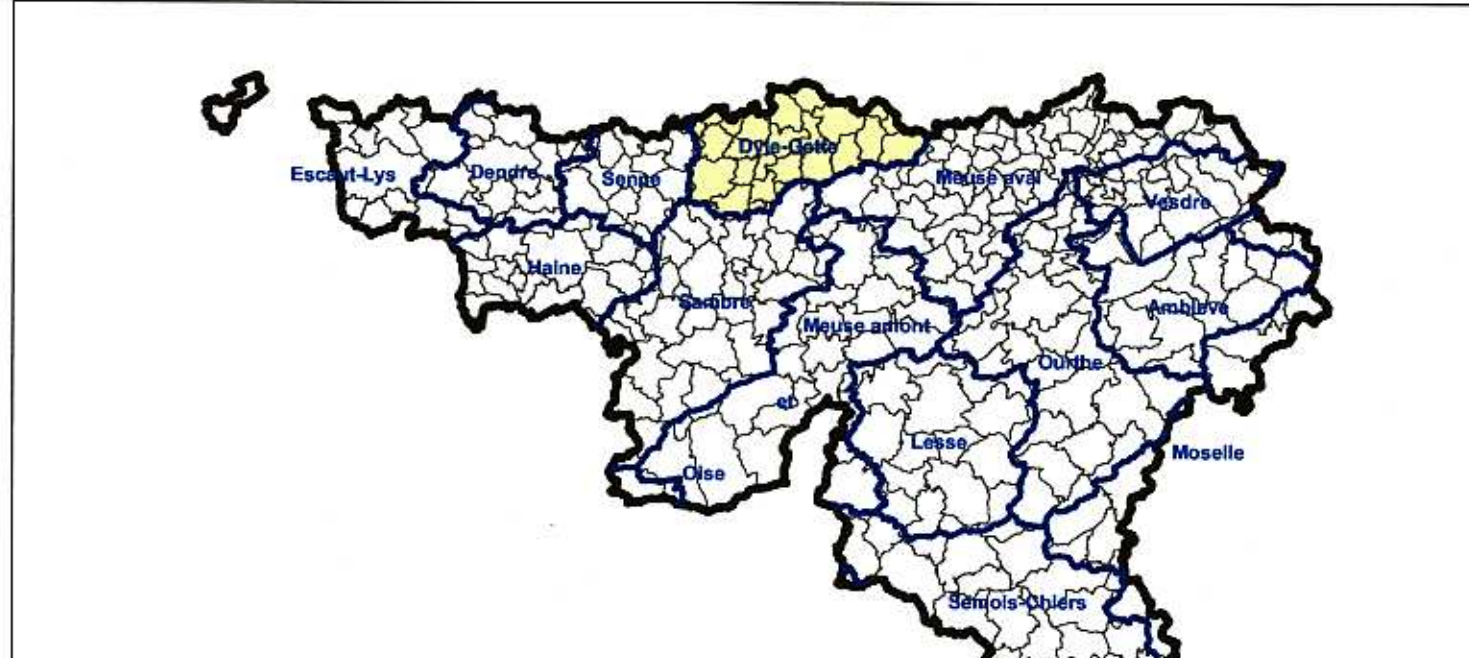 Dyle-Gette
Escaut-Lys
Dendre
Senne
Meuse aval
Vesdre
Haine
Sambre
Meuse amont
Amblève
Ourthe
et
Lesse
Moselle
Oise
Semois-Chiers